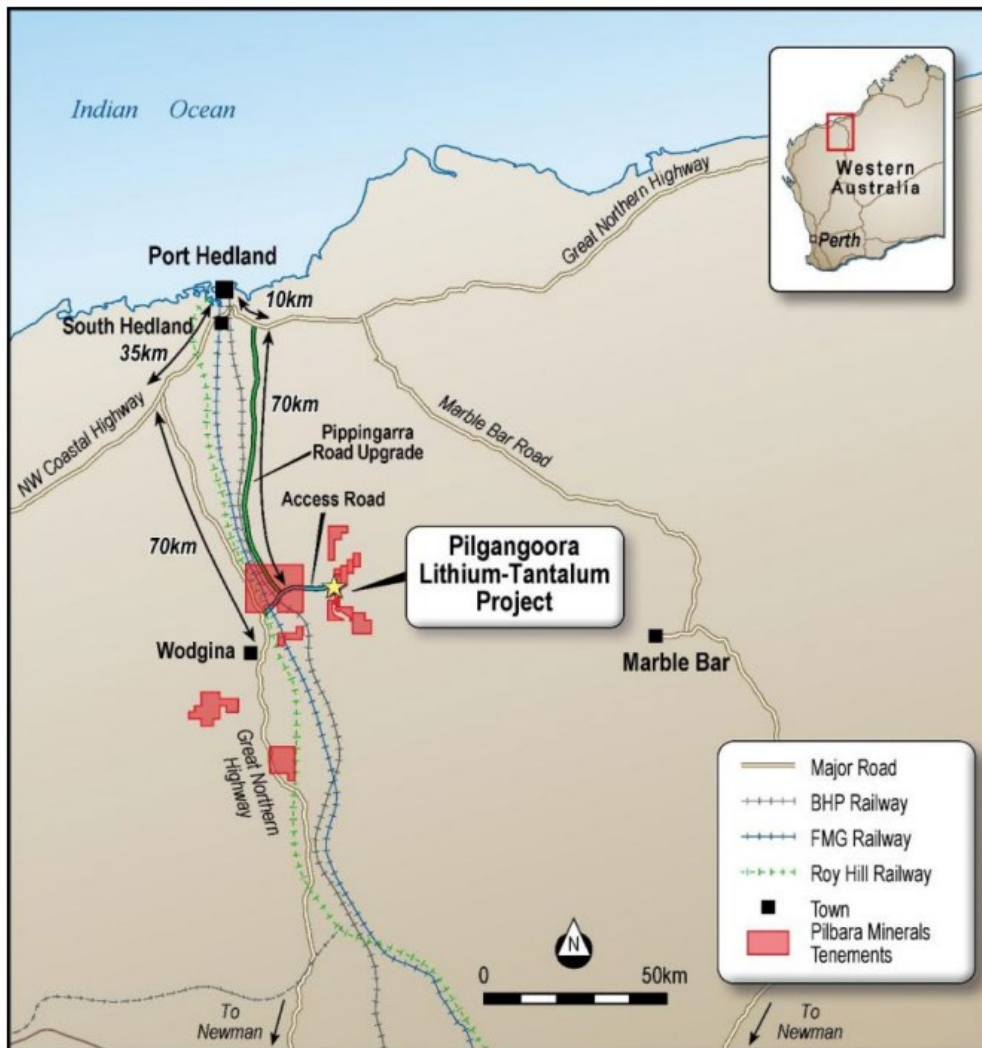 Indian Ocean
Western
Australia
Perth
Great Northern Highway
Port Hedland
10km
South Hedland
35km
70km
NW Coastal Highway
Pippingarra
Road Upgrade
Marble Bar Road
Access Road
70km
Pilgangoora
Lithium-Tantalum
Project
Wodgina
Marble Bar
Great Northern
Highway
Major Road
BHP Railway
FMG Railway
Roy Hill Railway
Town
Pilbara Minerals
Tenements
N
0 50km
To
Newman
To
Newman